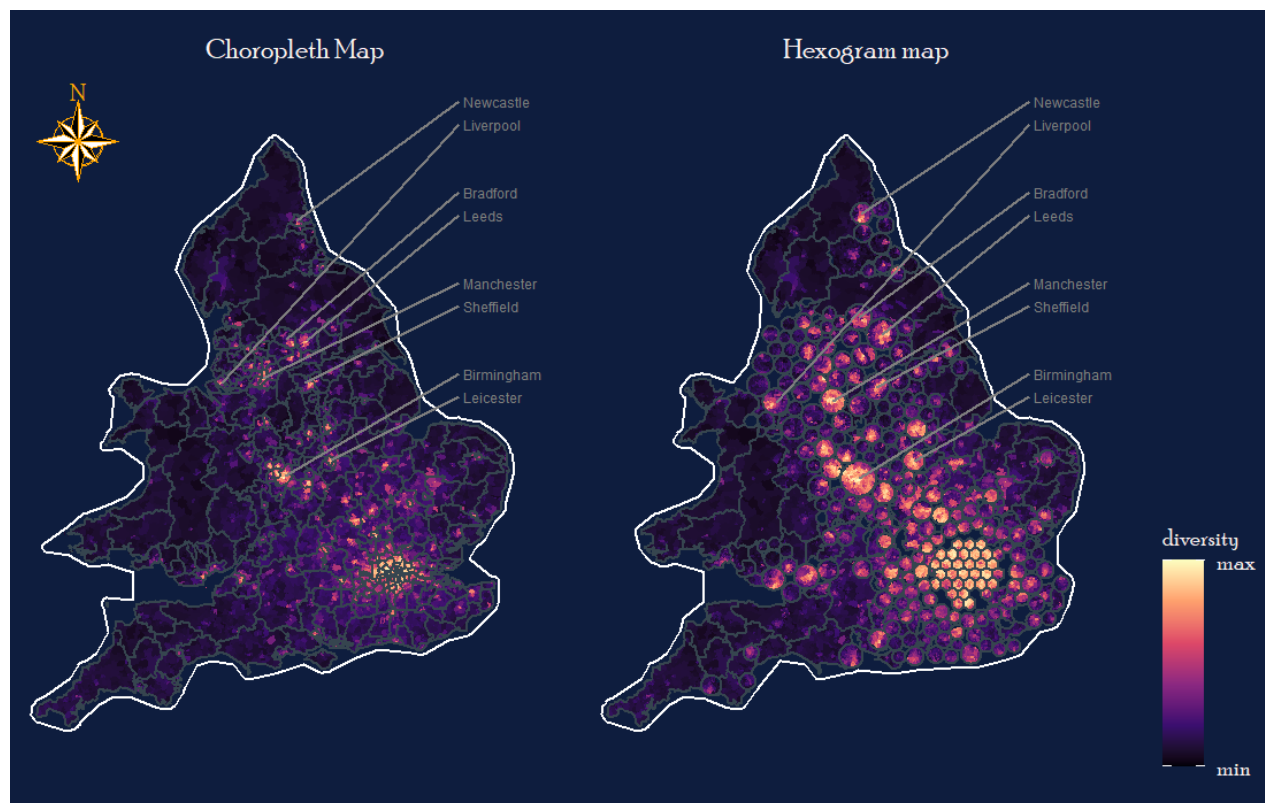 Choropleth Map
Hexogram map
N
Newcastle
Liverpool
Bradford
Leeds
Manchester
Sheffield
Birmingham
Leicester
Newcastle
Liverpool
Bradford
Leeds
Manchester
Sheffield
Birmingham
Leicester
diversity
max
min